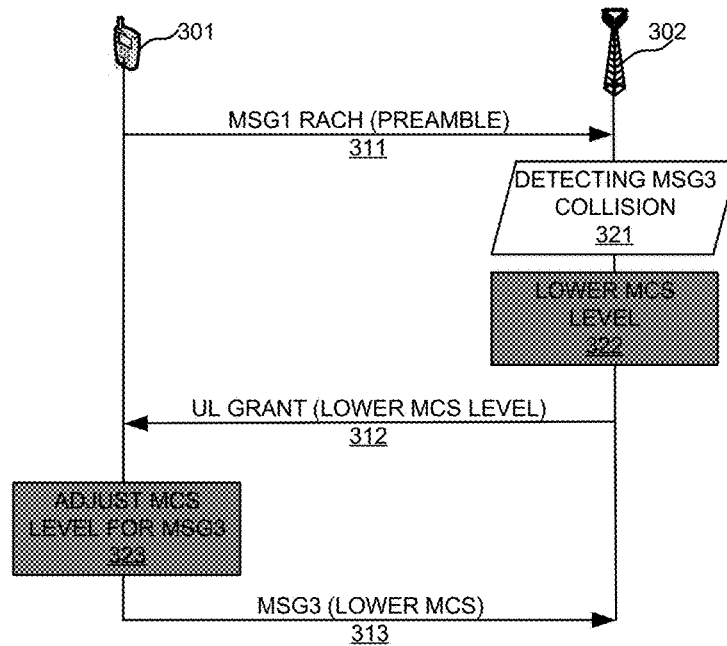 301
302
MSG1 RACH (PREAMBLE)
311
DETECTING MSG3
COLLISION
321
LOWER MCS
LEVEL
322
UL GRANT (LOWER MCS LEVEL)
312
ADJUST MCS
LEVEL FOR MSG3
323
MSG3 (LOWER MCS)
313